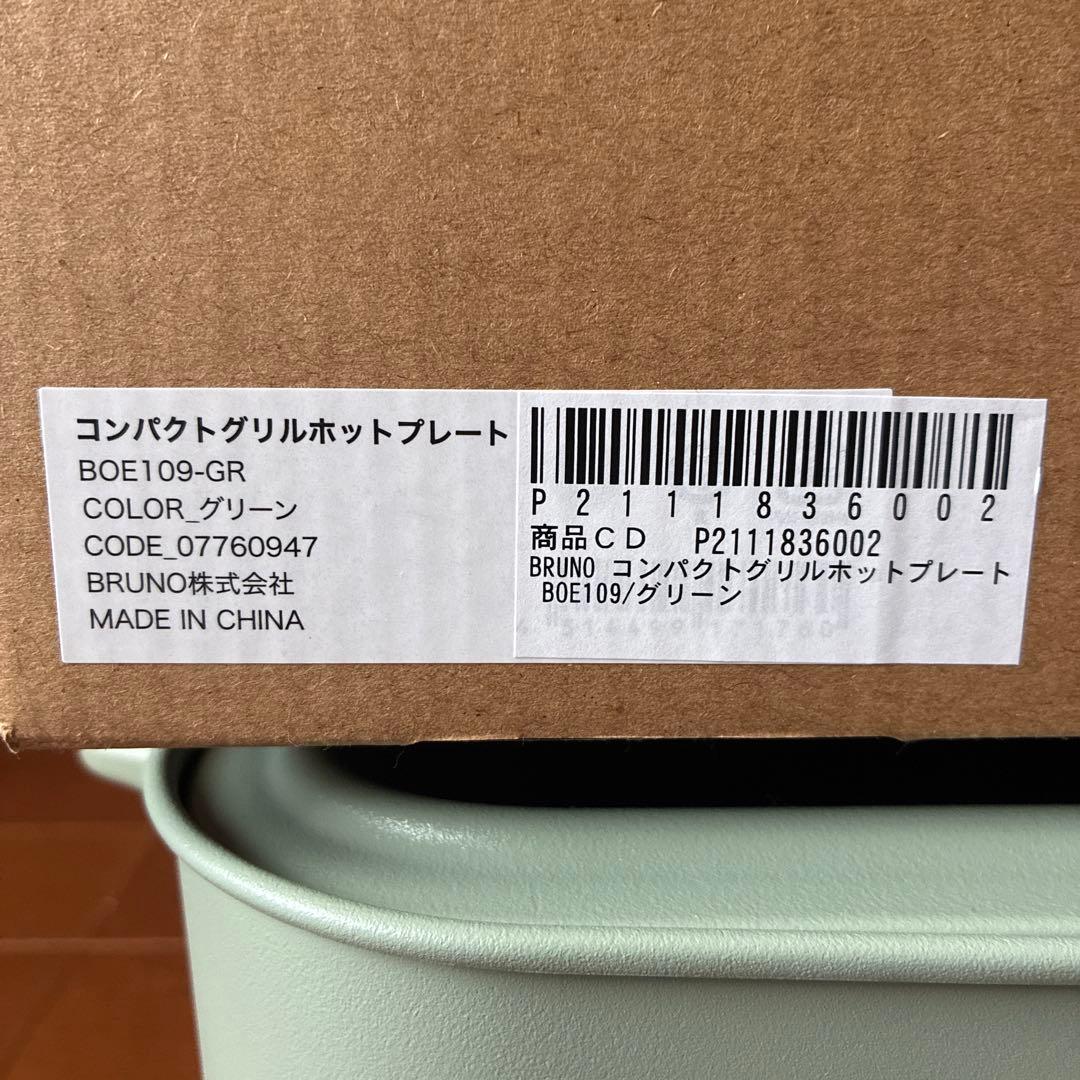 コンパクトグリルホットプレート
BOE109-GR
COLOR_グリーン
CODE_07760947
BRUNO株式会社
MADE IN CHINA
P2111836002
商品CD P2111836002
BRUNO コンパクトグリルホットプレート
BOE109/グリーン